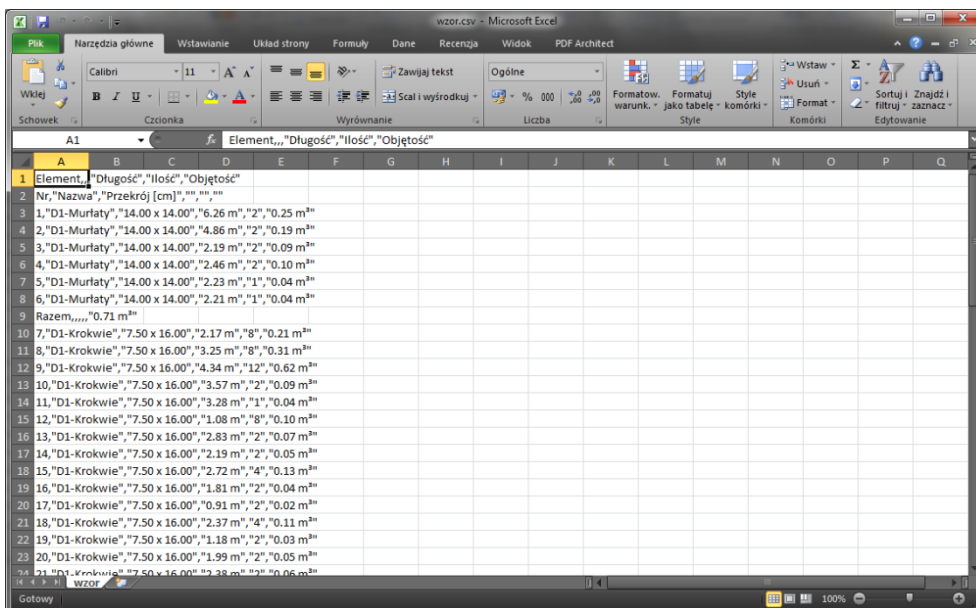 wzor.csv - Microsoft Excel
Plik Narzędzia główne Wstawianie Układ strony Formuły Dane Recenzja Widok PDF Architect
Wklej
Calibri 11
Zawijaj tekst
Ogólne
Wstaw
Usuń
B I U
Scal i wyśrodkuj
% 000
Formatow. warunk.
Formatuj jako tabelę
Style komórki
Format
Sortuj i filtruj
Znajdź i zaznacz
Schowek Czcionka Wyrównanie Liczba Style Komórki Edytowanie
A1 fx Element,,,"Długość","Ilość","Objętość"
A B C D E F G H I J K L M N O P Q
1 Element,,,"Długość","Ilość","Objętość"
2 Nr,"Nazwa","Przekrój [cm]","","",""
3 1,"D1-Murłaty","14.00 x 14.00","6.26 m","2","0.25 m³"
4 2,"D1-Murłaty","14.00 x 14.00","4.86 m","2","0.19 m³"
5 3,"D1-Murłaty","14.00 x 14.00","2.19 m","2","0.09 m³"
6 4,"D1-Murłaty","14.00 x 14.00","2.46 m","2","0.10 m³"
7 5,"D1-Murłaty","14.00 x 14.00","2.23 m","1","0.04 m³"
8 6,"D1-Murłaty","14.00 x 14.00","2.21 m","1","0.04 m³"
9 Razem,,,,,"0.71 m³"
10 7,"D1-Krokwie","7.50 x 16.00","2.17 m","8","0.21 m³"
11 8,"D1-Krokwie","7.50 x 16.00","3.25 m","8","0.31 m³"
12 9,"D1-Krokwie","7.50 x 16.00","4.34 m","12","0.62 m³"
13 10,"D1-Krokwie","7.50 x 16.00","3.57 m","2","0.09 m³"
14 11,"D1-Krokwie","7.50 x 16.00","3.28 m","1","0.04 m³"
15 12,"D1-Krokwie","7.50 x 16.00","1.08 m","8","0.10 m³"
16 13,"D1-Krokwie","7.50 x 16.00","2.83 m","2","0.07 m³"
17 14,"D1-Krokwie","7.50 x 16.00","2.19 m","2","0.05 m³"
18 15,"D1-Krokwie","7.50 x 16.00","2.72 m","4","0.13 m³"
19 16,"D1-Krokwie","7.50 x 16.00","1.81 m","2","0.04 m³"
20 17,"D1-Krokwie","7.50 x 16.00","0.91 m","2","0.02 m³"
21 18,"D1-Krokwie","7.50 x 16.00","2.37 m","4","0.11 m³"
22 19,"D1-Krokwie","7.50 x 16.00","1.18 m","2","0.03 m³"
23 20,"D1-Krokwie","7.50 x 16.00","1.99 m","2","0.05 m³"
24 21,"D1-Krokwie","7.50 x 16.00","2.38 m","2","0.06 m³"
wzor
Gotowy 100%